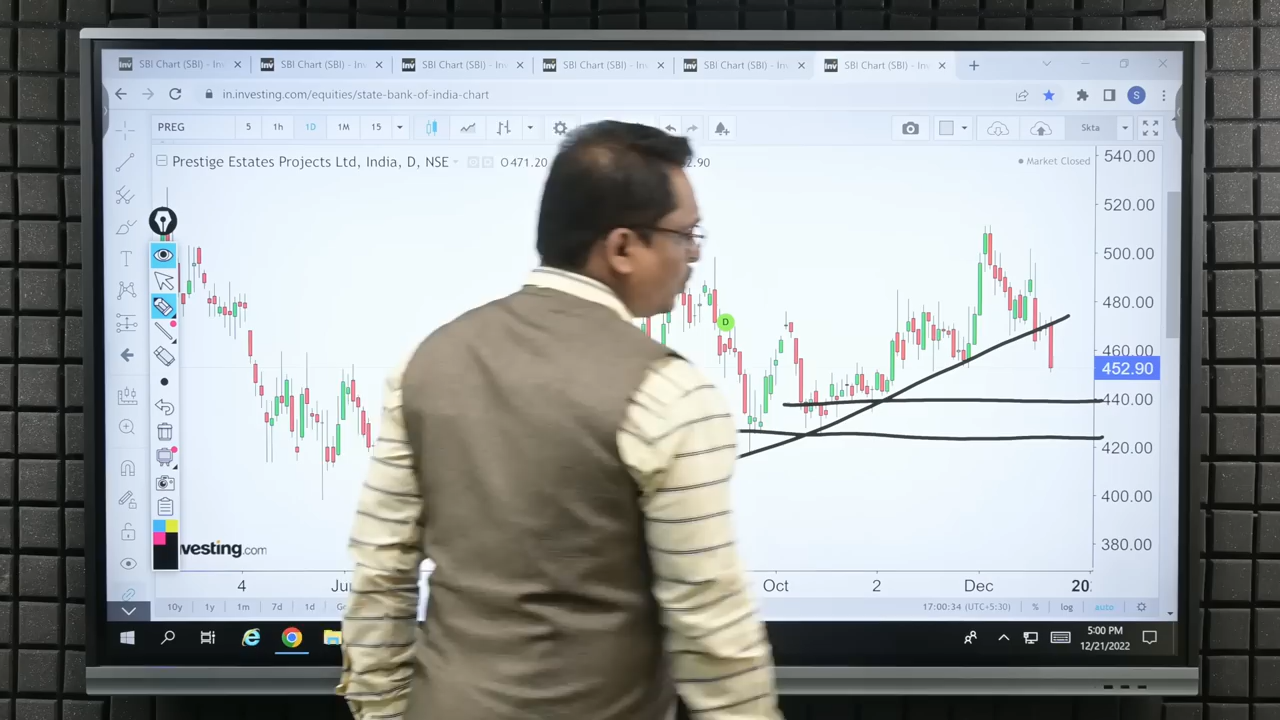 SBI Chart (SBI) - Inv SBI Chart (SBI) - Inv SBI Chart (SBI) - Inv SBI Chart (SBI) - Inv SBI Chart (SBI) - Inv SBI Chart (SBI) - Inv
in.investing.com/equities/state-bank-of-india-chart S
PREG 5 1h 1D 1M 15 Skta
Prestige Estates Projects Ltd, India, D, NSE O471.20 2.90 Market Closed
540.00
520.00
500.00
480.00
D
460.00
452.90
440.00
420.00
400.00
380.00
vesting.com
4 Ju Oct 2 Dec 20
10y 1y 1m 7d 1d Go 17:00:34 (UTC+5:30) % log auto
5:00 PM
12/21/2022